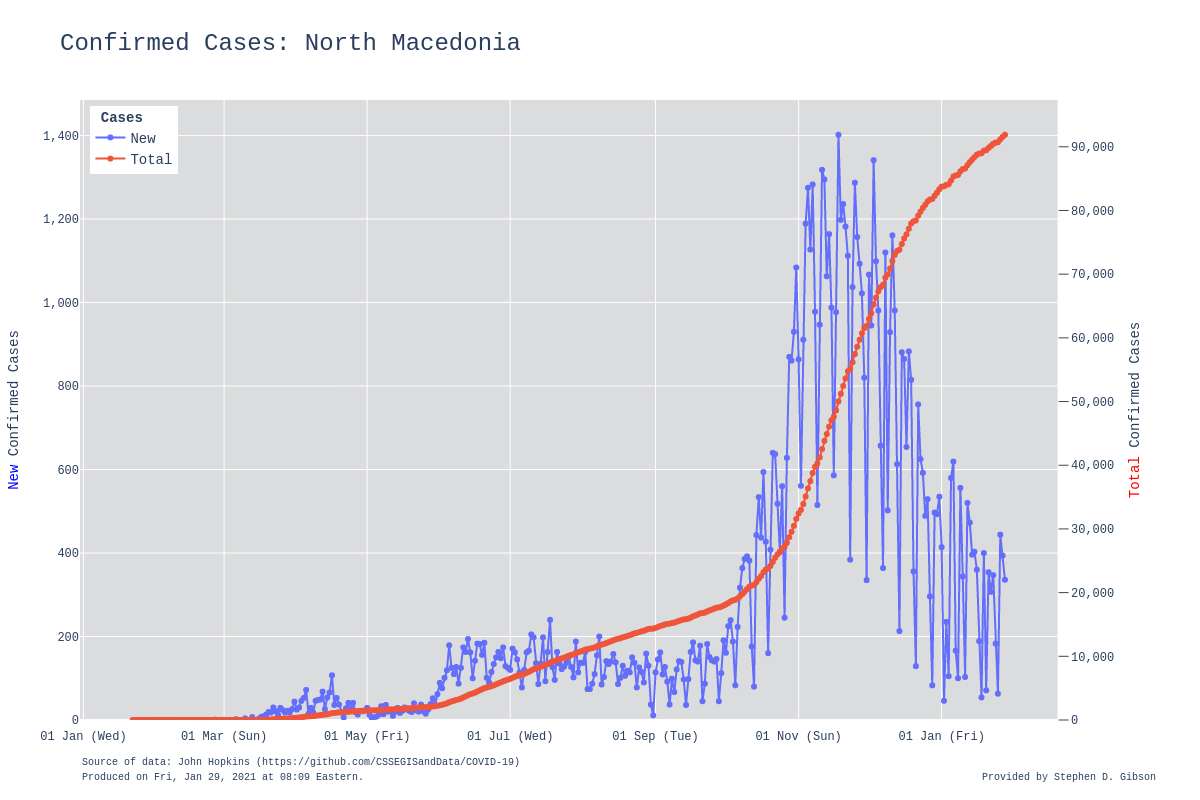 Confirmed Cases: North Macedonia
Cases
New
Total
1,400
1,200
1,000
800
600
400
200
0
New Confirmed Cases
90,000
80,000
70,000
60,000
50,000
40,000
30,000
20,000
10,000
0
Total Confirmed Cases
01 Jan (Wed) 01 Mar (Sun) 01 May (Fri) 01 Jul (Wed) 01 Sep (Tue) 01 Nov (Sun) 01 Jan (Fri)
Source of data: John Hopkins (https://github.com/CSSEGISandData/COVID-19)
Produced on Fri, Jan 29, 2021 at 08:09 Eastern.
Provided by Stephen D. Gibson